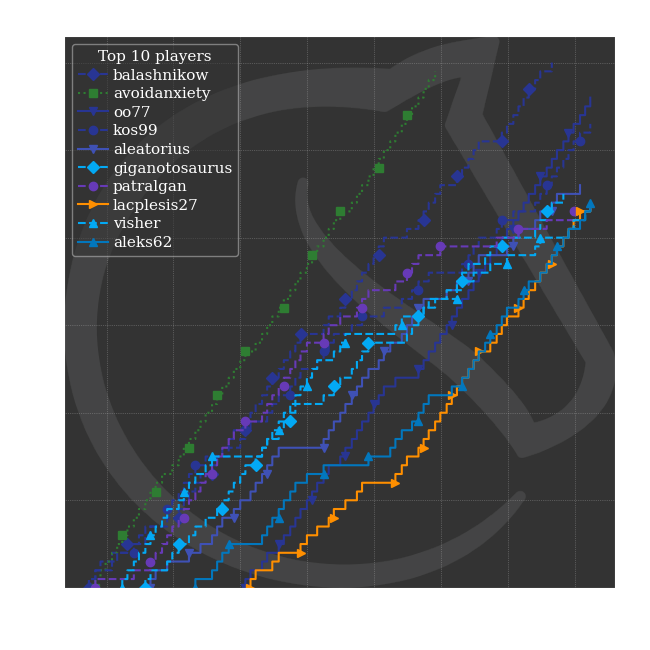 Top 10 players
balashnikow
avoidanxiety
oo77
kos99
aleatorius
giganotosaurus
patralgan
lacplesis27
visher
aleks62